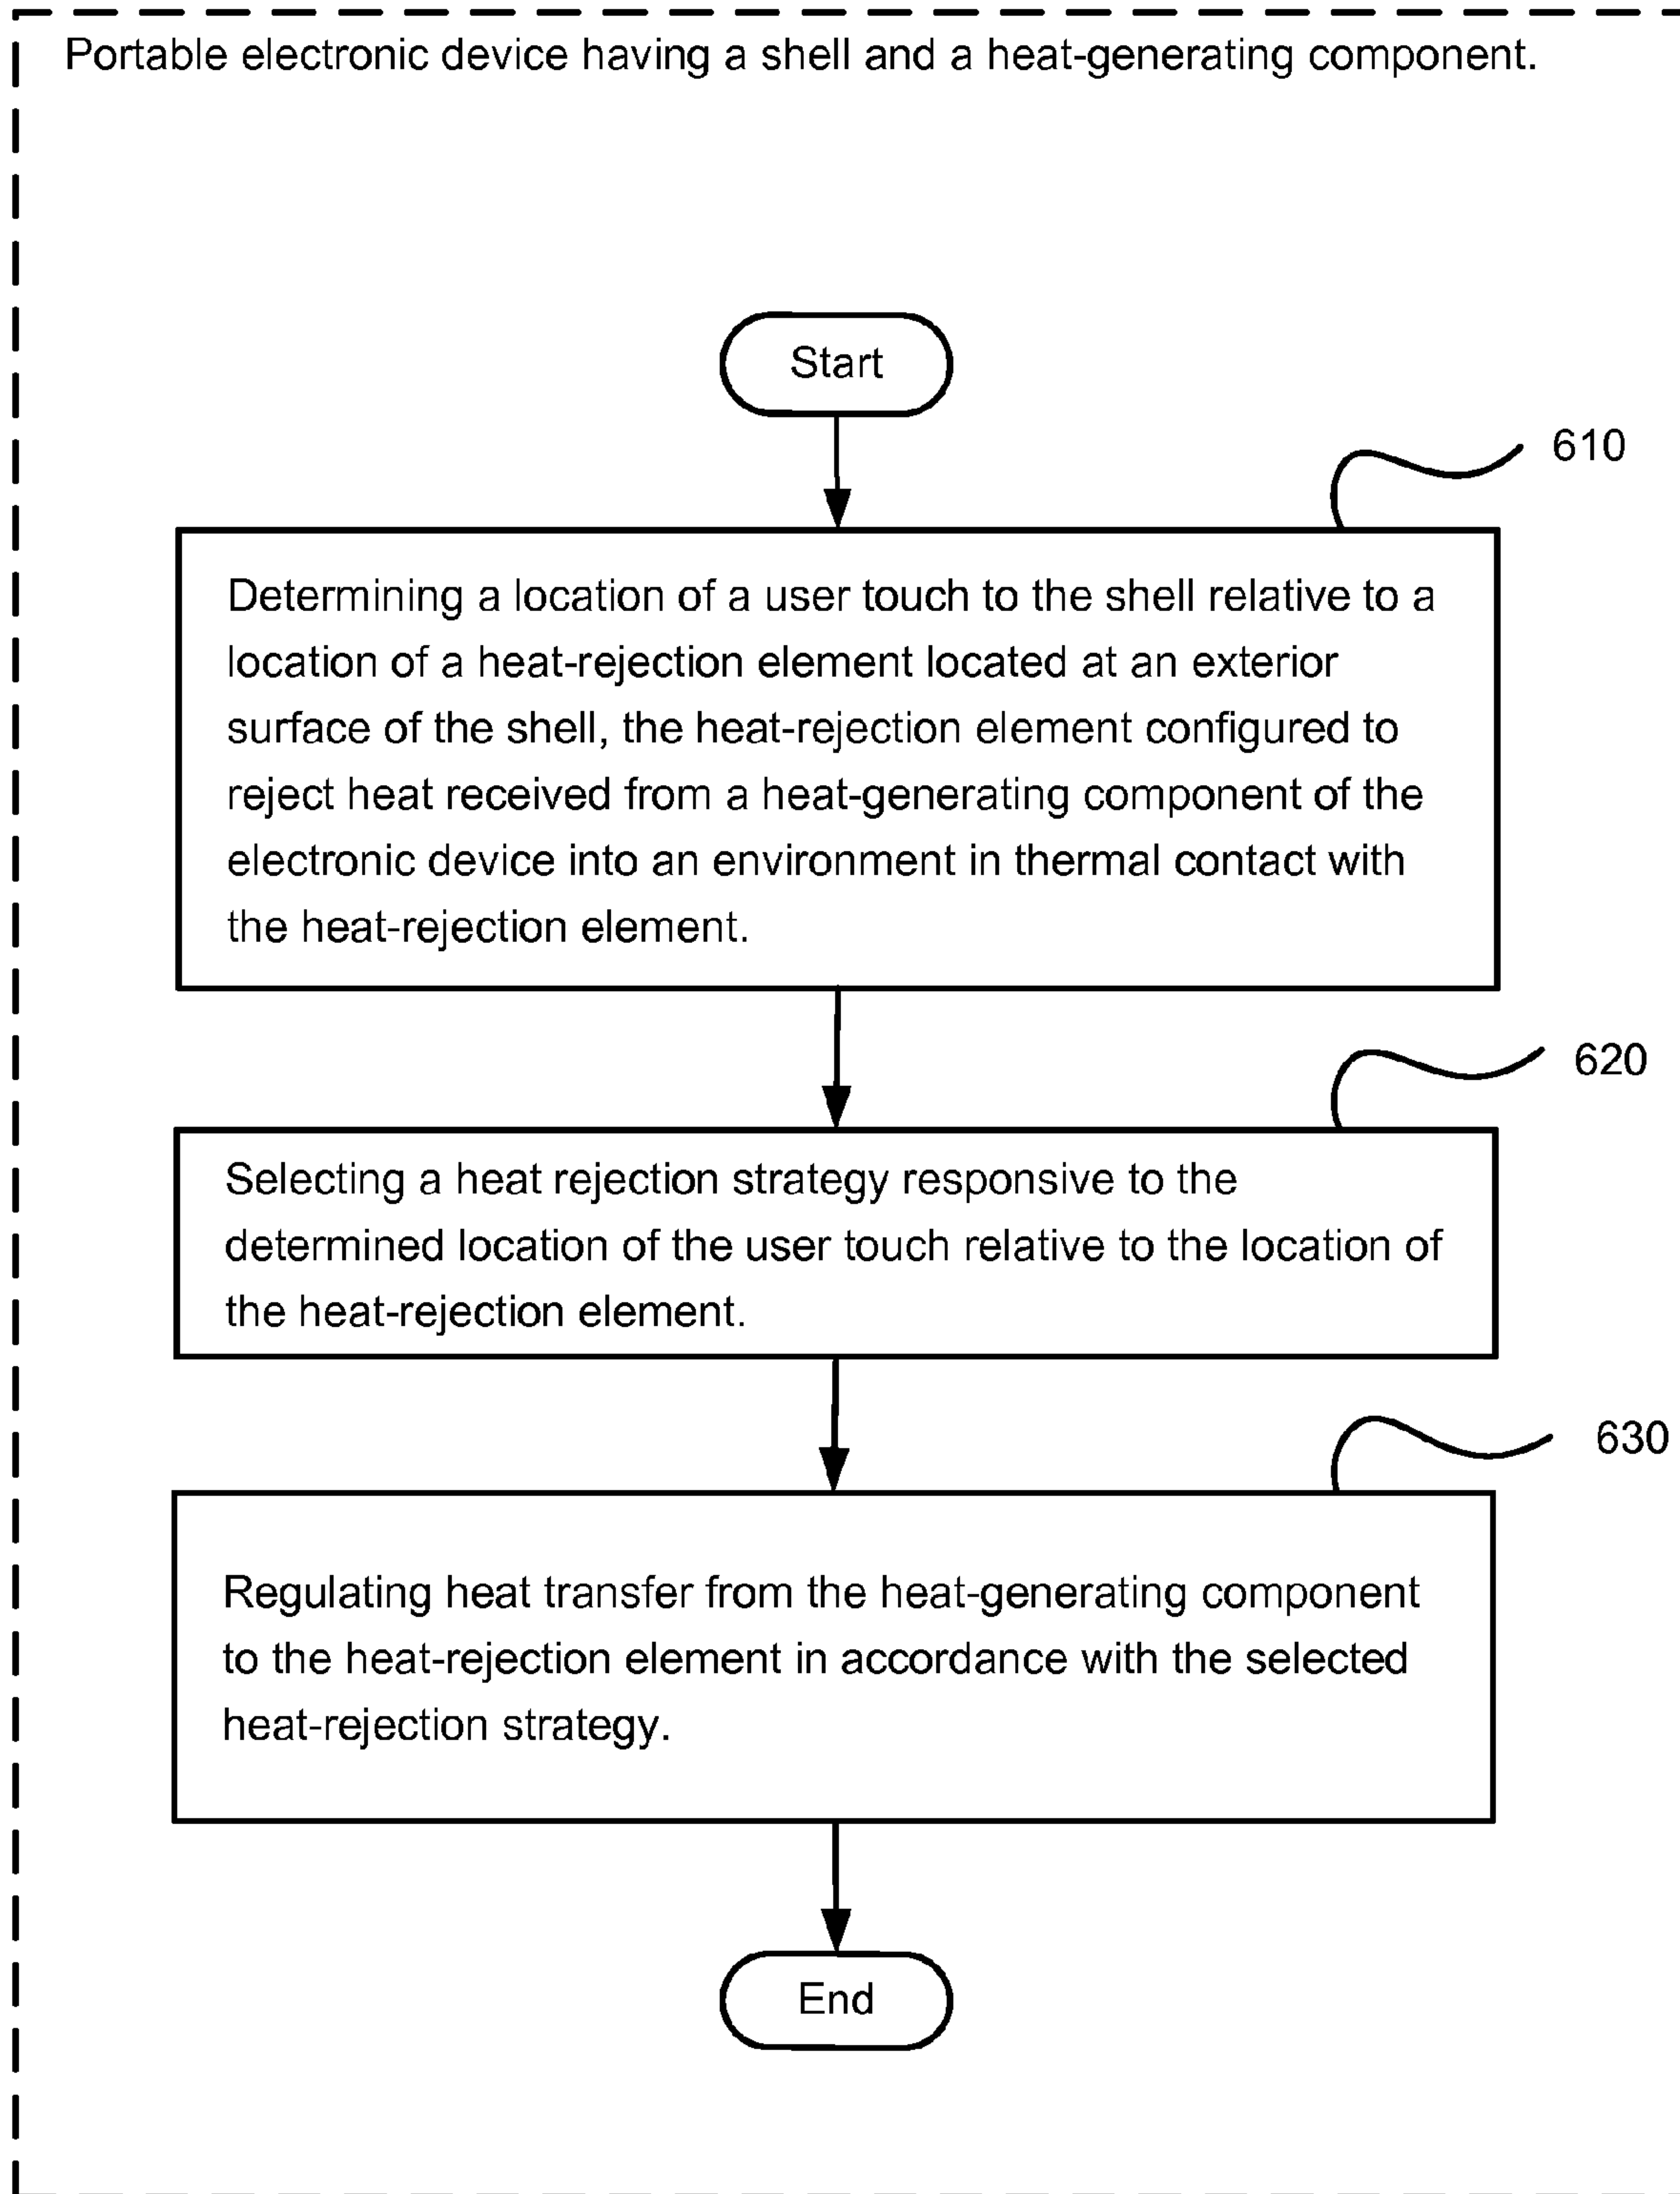 Portable electronic device having a shell and a heat-generating component.
Start
610
Determining a location of a user touch to the shell relative to a
location of a heat-rejection element located at an exterior
surface of the shell, the heat-rejection element configured to
reject heat received from a heat-generating component of the
electronic device into an environment in thermal contact with
the heat-rejection element.
620
Selecting a heat rejection strategy responsive to the
determined location of the user touch relative to the location of
the heat-rejection element.
630
Regulating heat transfer from the heat-generating component
to the heat-rejection element in accordance with the selected
heat-rejection strategy.
End